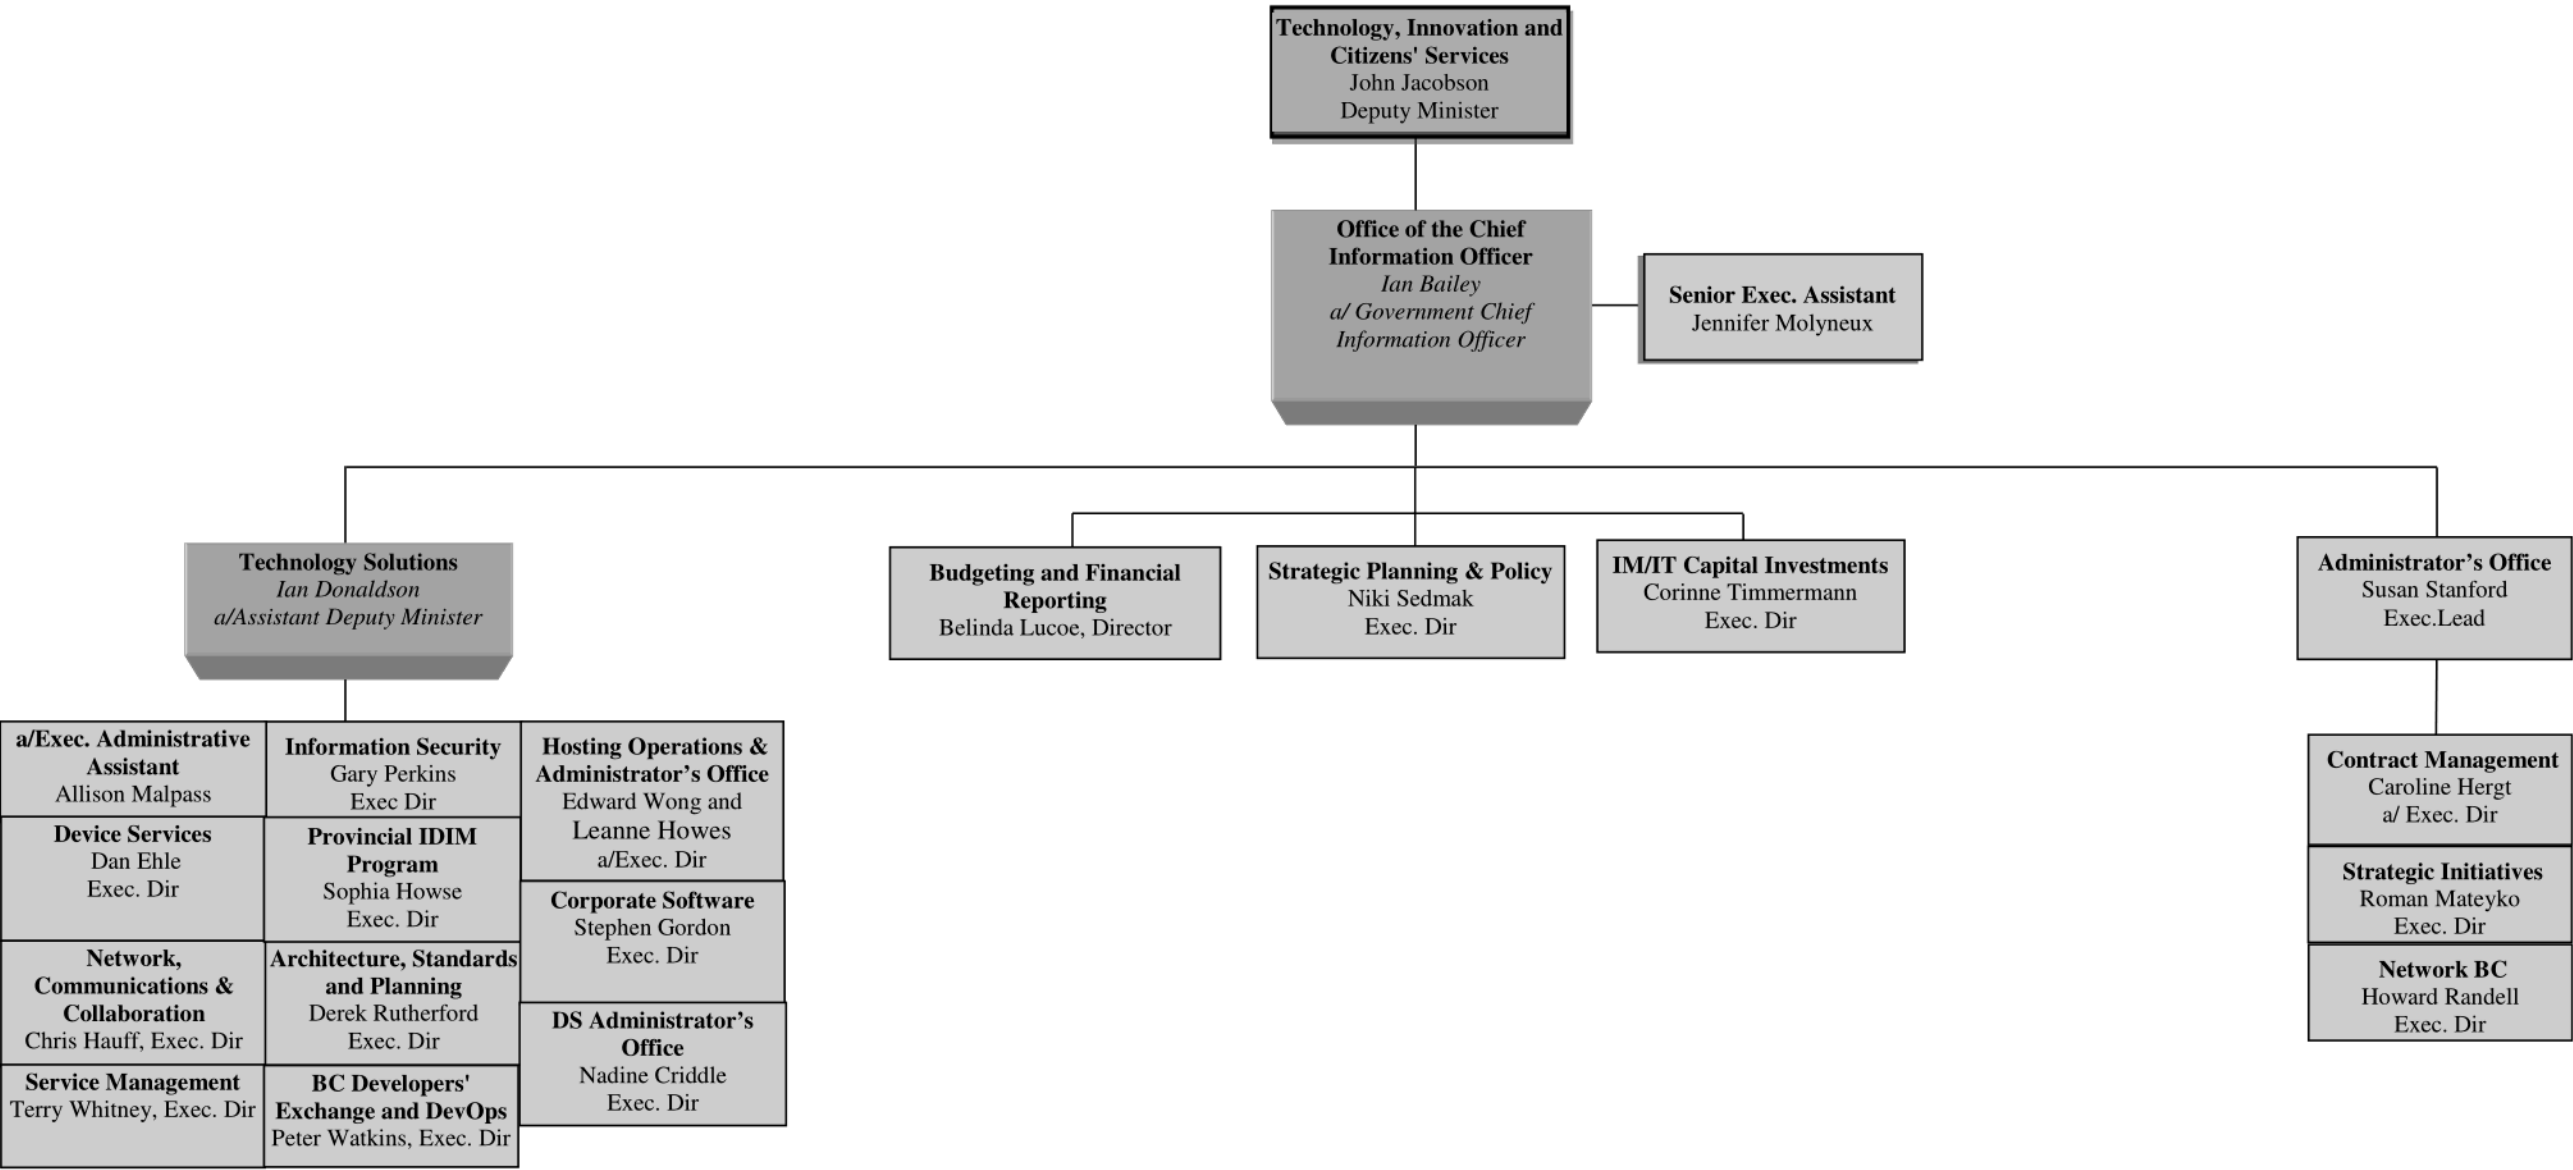 Technology, Innovation and
Citizens' Services
John Jacobson
Deputy Minister
Office of the Chief
Information Officer
Ian Bailey
a/ Government Chief
Information Officer
Senior Exec. Assistant
Jennifer Molyneux
Technology Solutions
Ian Donaldson
a/Assistant Deputy Minister
Budgeting and Financial
Reporting
Belinda Lucoe, Director
Strategic Planning & Policy
Niki Sedmak
Exec. Dir
IM/IT Capital Investments
Corinne Timmermann
Exec. Dir
Administrator’s Office
Susan Stanford
Exec.Lead
a/Exec. Administrative
Assistant
Allison Malpass
Device Services
Dan Ehle
Exec. Dir
Network,
Communications &
Collaboration
Chris Hauff, Exec. Dir
Service Management
Terry Whitney, Exec. Dir
Information Security
Gary Perkins
Exec Dir
Provincial IDIM
Program
Sophia Howse
Exec. Dir
Architecture, Standards
and Planning
Derek Rutherford
Exec. Dir
BC Developers'
Exchange and DevOps
Peter Watkins, Exec. Dir
Hosting Operations &
Administrator’s Office
Edward Wong and
Leanne Howes
a/Exec. Dir
Corporate Software
Stephen Gordon
Exec. Dir
DS Administrator’s
Office
Nadine Criddle
Exec. Dir
Contract Management
Caroline Hergt
a/ Exec. Dir
Strategic Initiatives
Roman Mateyko
Exec. Dir
Network BC
Howard Randell
Exec. Dir